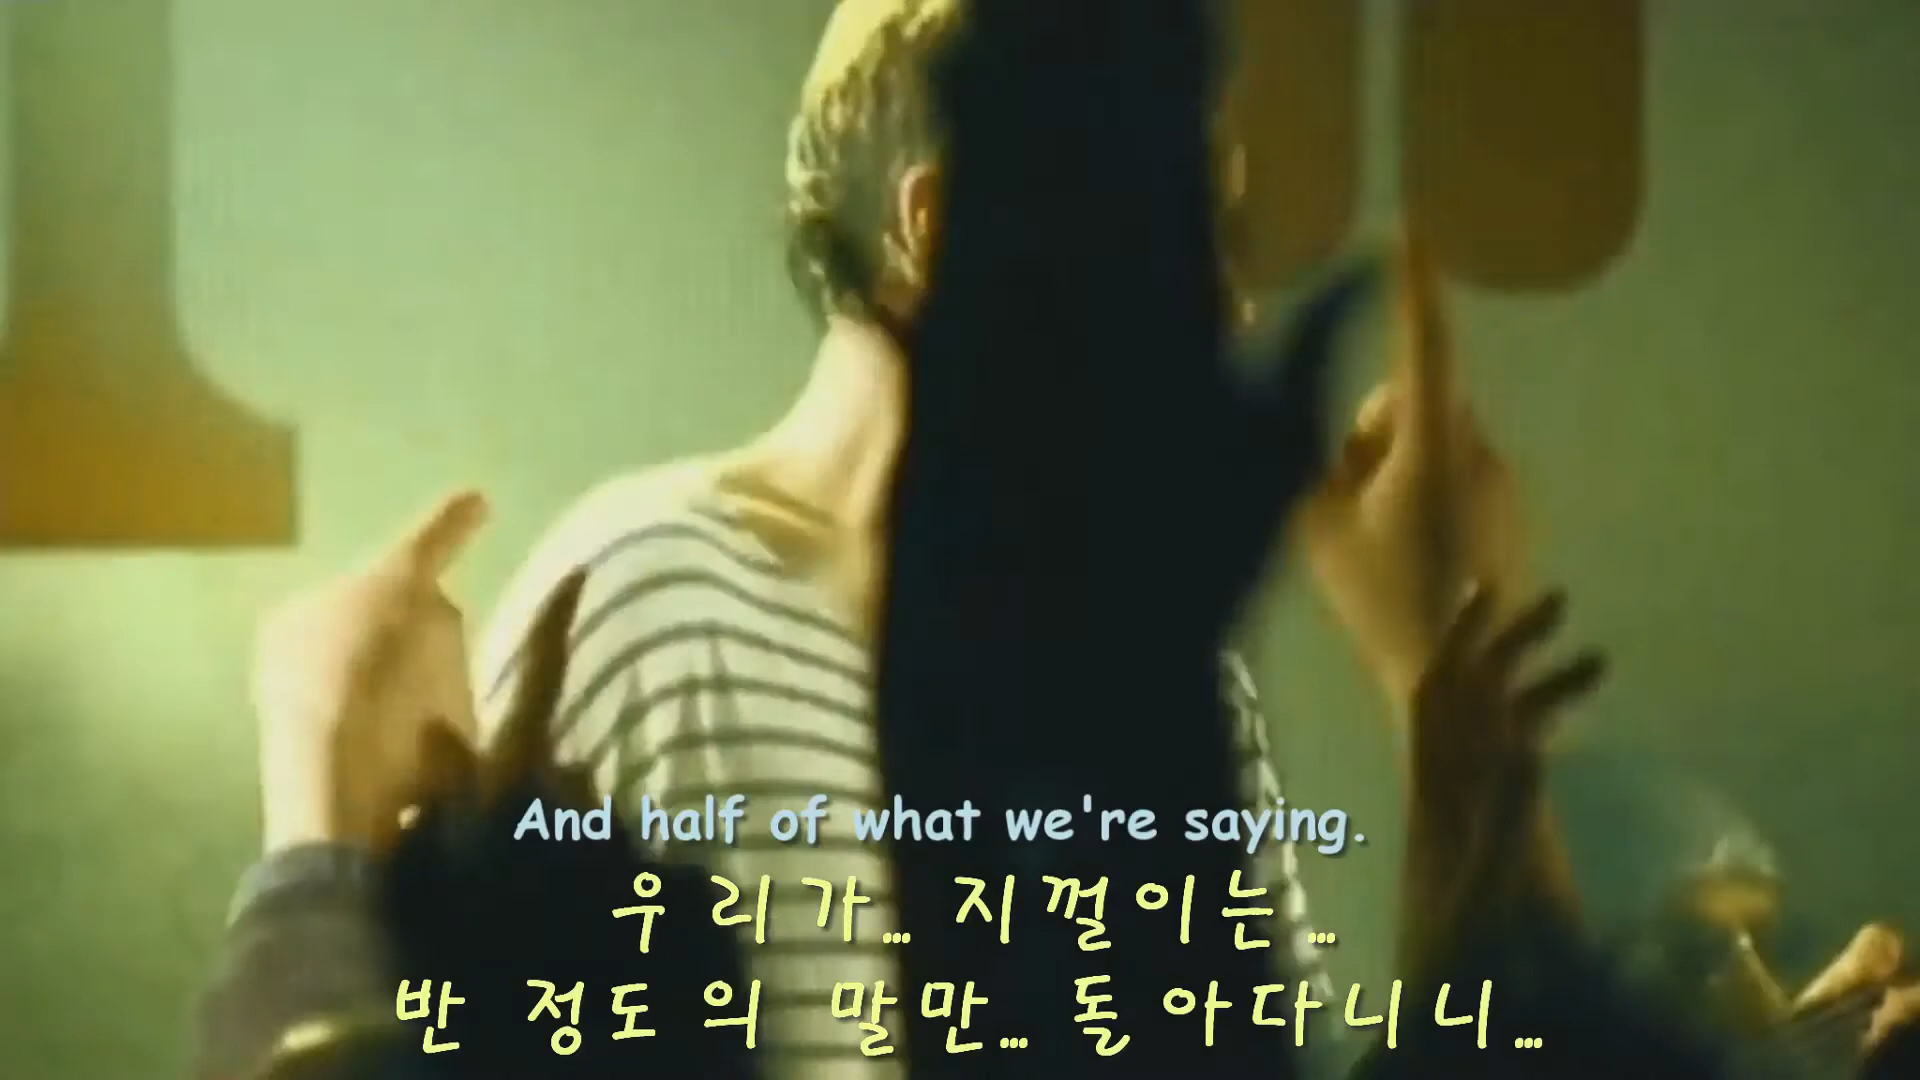 And half of what we're saying.
우리가... 지껄이는...
반 정도의 말만... 돌아다니니...